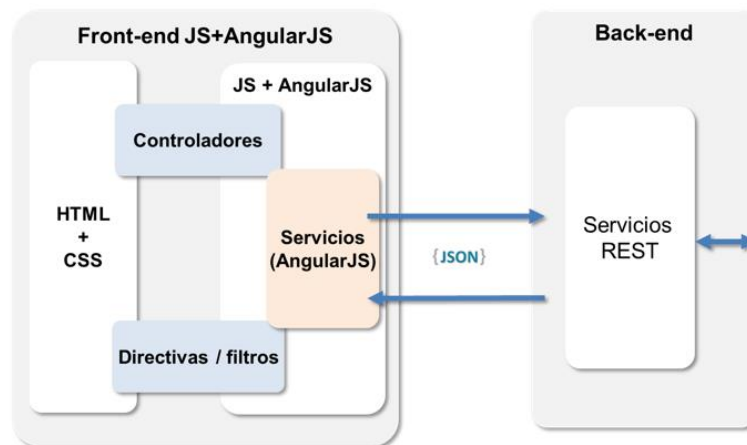 Front-end JS+AngularJS
JS + AngularJS
Controladores
HTML
+
CSS
Servicios
(AngularJS)
Directivas / filtros
{JSON}
Back-end
Servicios
REST